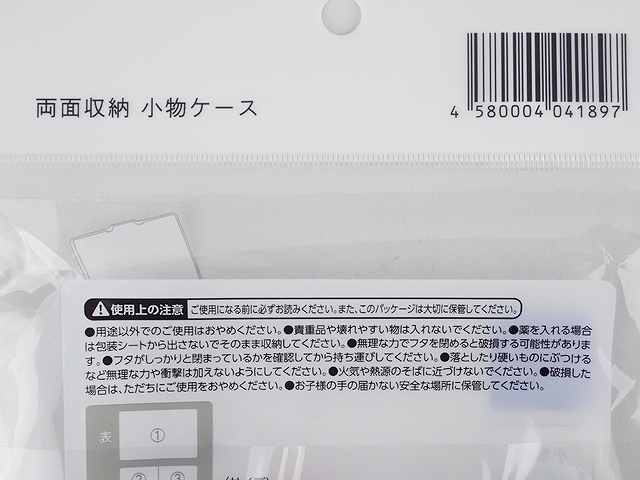 両面収納 小物ケース
4 580004 041897
使用上の注意 ご使用になる前に必ずお読みください。また、このパッケージは大切に保管してください。
●用途以外でのご使用はおやめください。●貴重品や壊れやすい物は入れないでください。●薬を入れる場合
は包装シートから出さないでそのまま収納してください。●無理な力でフタを閉めると破損する可能性がありま
す。●フタがしっかりと閉まっているかを確認してから持ち運びしてください。●落としたり硬いものにぶつける
など無理な力や衝撃は加えないようにしてください。●火気や熱源のそばに近づけないでください。●破損した
場合は、ただちにご使用をおやめください。●お子様の手の届かない安全な場所に保管してください。
表 ①
② ③